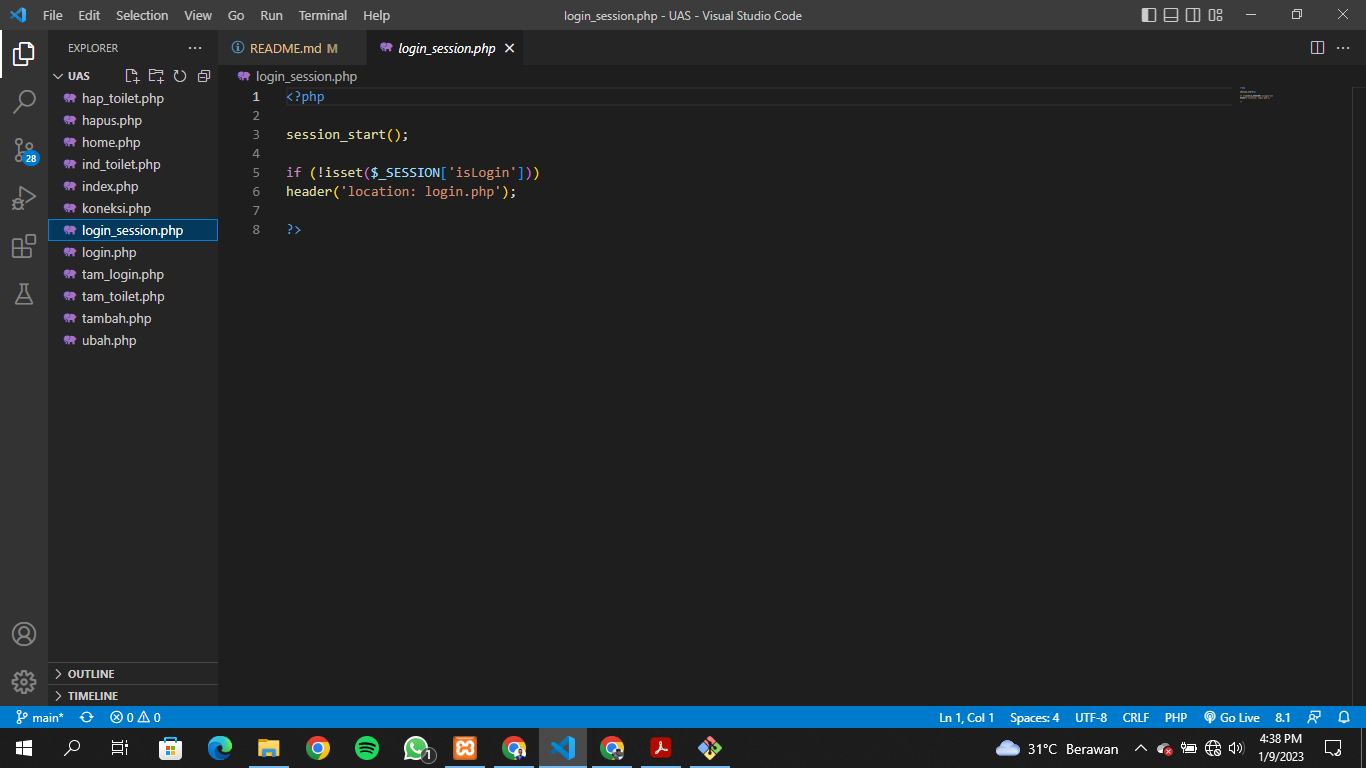 File Edit Selection View Go Run Terminal Help login_session.php - UAS - Visual Studio Code
EXPLORER
README.md M
login_session.php
UAS
login_session.php
hap_toilet.php
hapus.php
home.php
ind_toilet.php
index.php
koneksi.php
login_session.php
login.php
tam_login.php
tam_toilet.php
tambah.php
ubah.php
1 <?php
2
3 session_start();
4
5 if (!isset($_SESSION['isLogin']))
6 header('location: login.php');
7
8 ?>
28
OUTLINE
TIMELINE
main* 0 0 Ln 1, Col 1 Spaces: 4 UTF-8 CRLF PHP Go Live 8.1
1
31°C Berawan
4:38 PM
1/9/2023